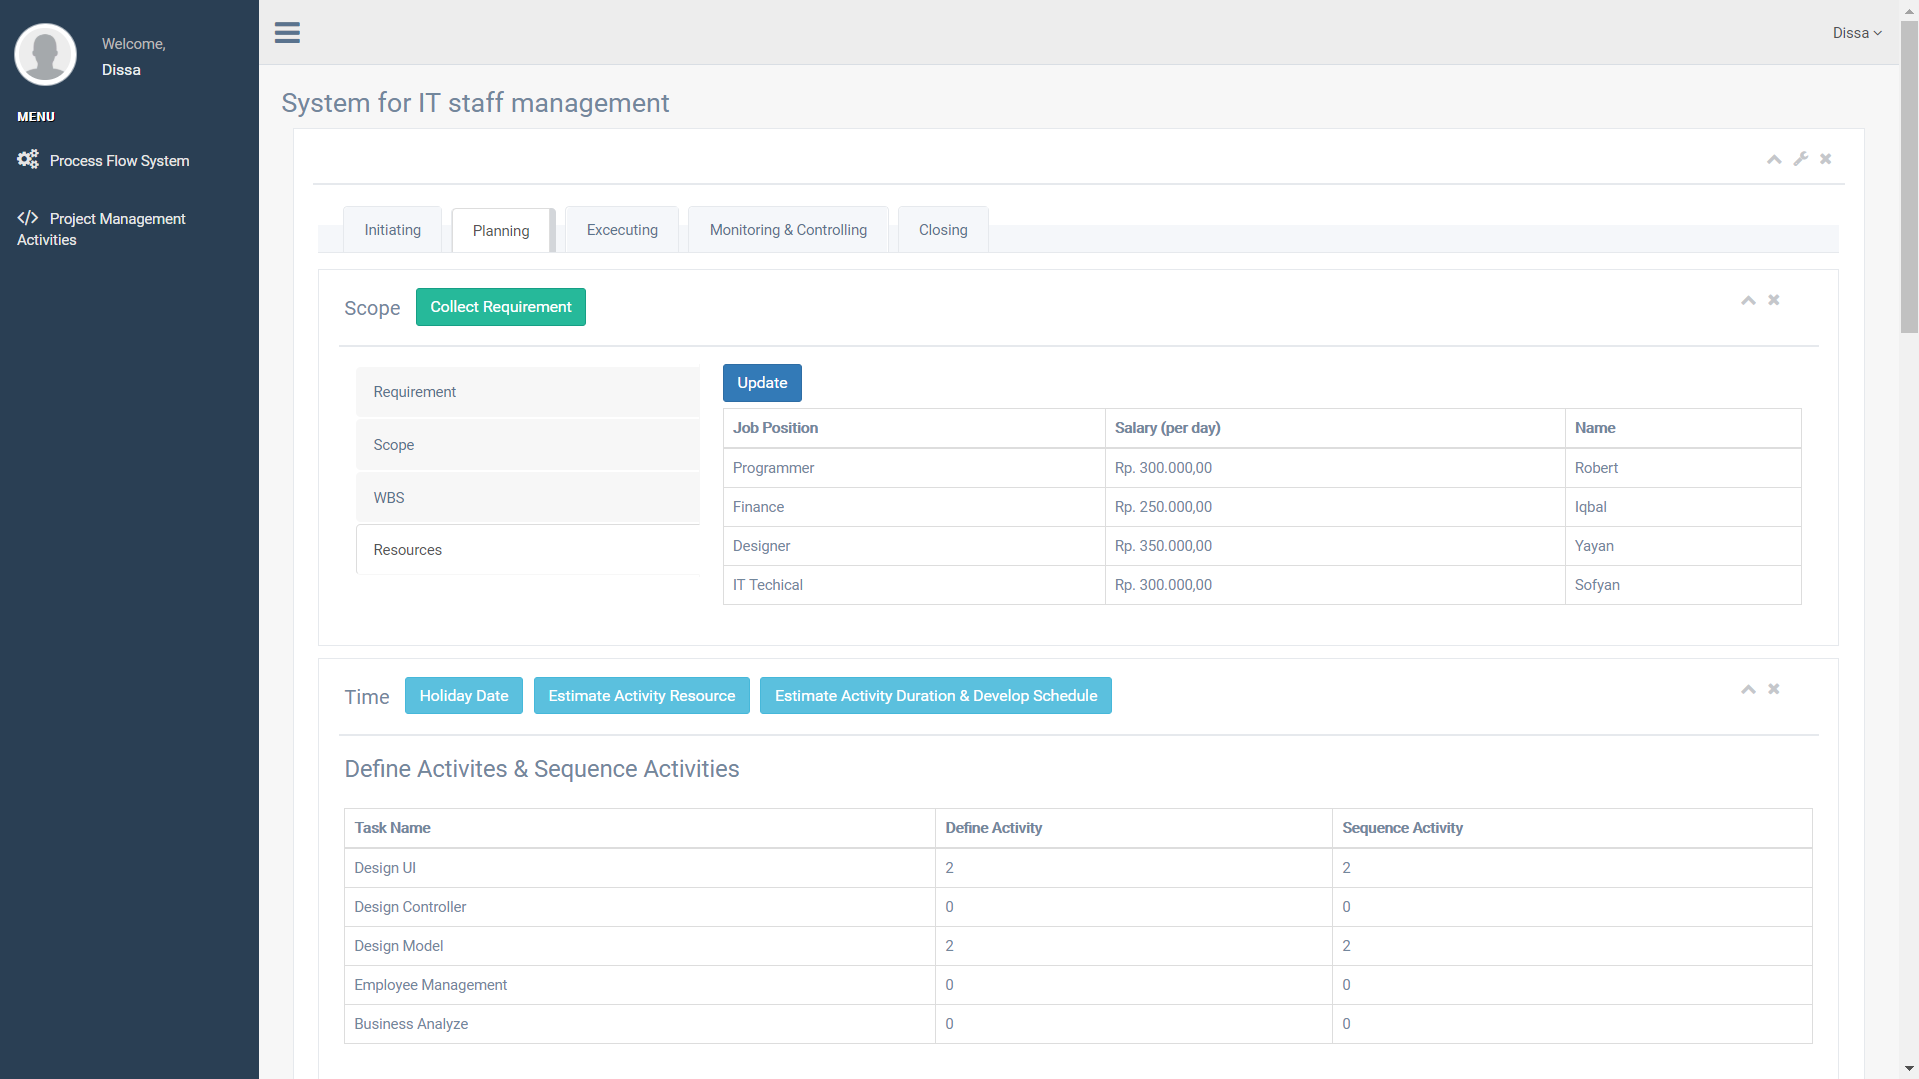 Welcome,
Dissa
MENU
Process Flow System
Project Management
Activities
Dissa
System for IT staff management
Initiating Planning Excecuting Monitoring & Controlling Closing
Scope Collect Requirement
Requirement
Scope
WBS
Resources
Update
Job Position Salary (per day) Name
Programmer Rp. 300.000,00 Robert
Finance Rp. 250.000,00 Iqbal
Designer Rp. 350.000,00 Yayan
IT Techical Rp. 300.000,00 Sofyan
Time Holiday Date Estimate Activity Resource Estimate Activity Duration & Develop Schedule
Define Activites & Sequence Activities
Task Name Define Activity Sequence Activity
Design UI 2 2
Design Controller 0 0
Design Model 2 2
Employee Management 0 0
Business Analyze 0 0